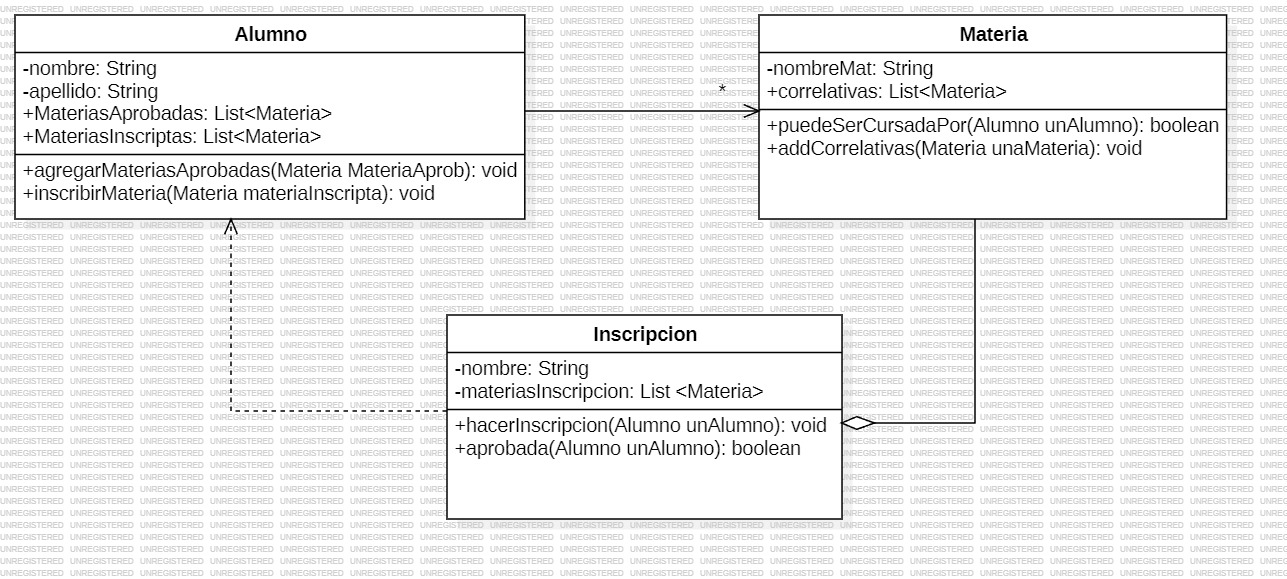 Alumno
-nombre: String
-apellido: String
+MateriasAprobadas: List<Materia>
+MateriasInscriptas: List<Materia>
+agregarMateriasAprobadas(Materia MateriaAprob): void
+inscribirMateria(Materia materiaInscripta): void
*
Materia
-nombreMat: String
+correlativas: List<Materia>
+puedeSerCursadaPor(Alumno unAlumno): boolean
+addCorrelativas(Materia unaMateria): void
Inscripcion
-nombre: String
-materiasInscripcion: List <Materia>
+hacerInscripcion(Alumno unAlumno): void
+aprobada(Alumno unAlumno): boolean
UNREGISTERED